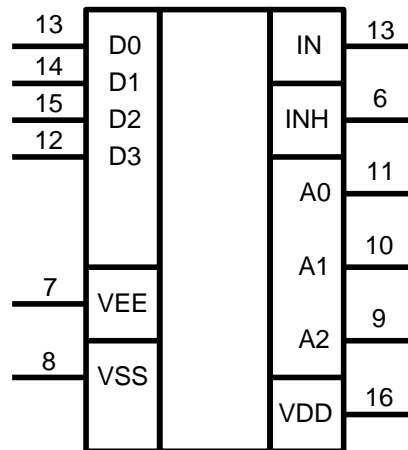 13 D0 IN 13
14 D1
15 D2 INH 6
12 D3
A0 11
A1 10
7 VEE
A2 9
8 VSS
VDD 16